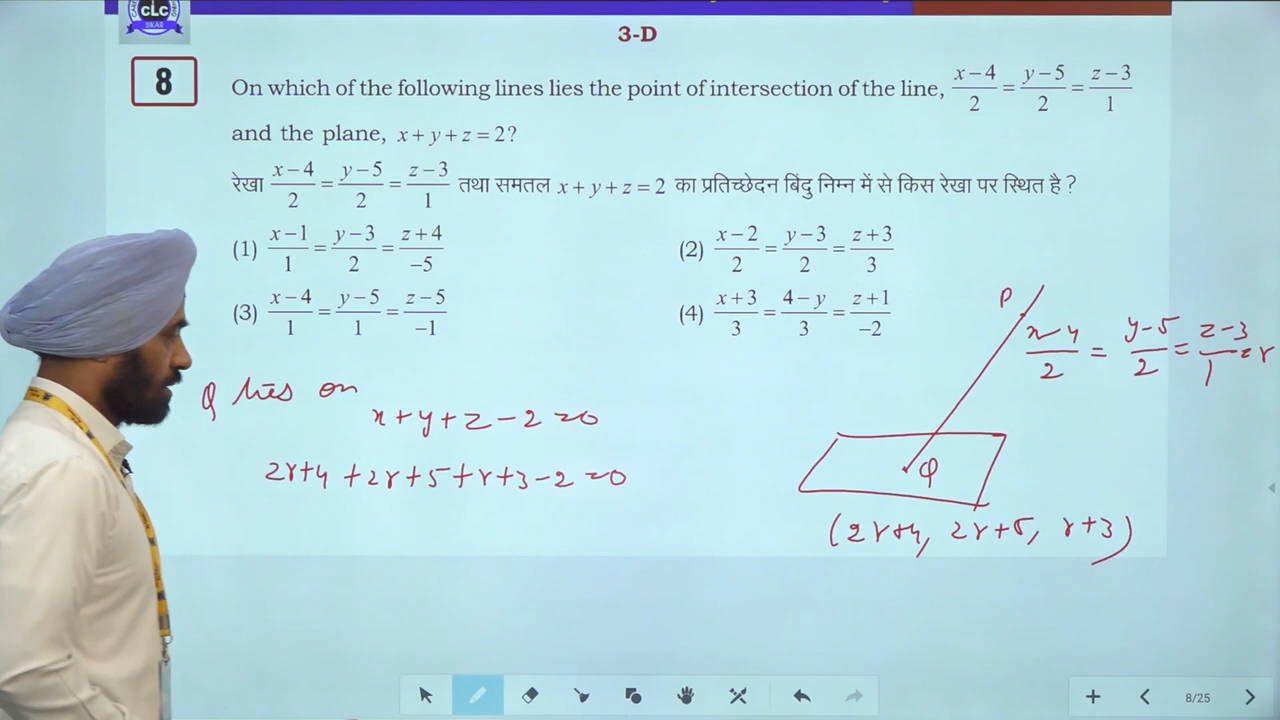 CLC
SIKAR
3-D
8
On which of the following lines lies the point of intersection of the line, (x−4)/2 = (y−5)/2 = (z−3)/1
and the plane, x+y+z=2?
रेखा (x−4)/2 = (y−5)/2 = (z−3)/1 तथा समतल x+y+z=2 का प्रतिच्छेदन बिंदु निम्न में से किस रेखा पर स्थित है ?
(1) (x−1)/1 = (y−3)/2 = (z+4)/−5
(2) (x−2)/2 = (y−3)/2 = (z+3)/3
(3) (x−4)/1 = (y−5)/1 = (z−5)/−1
(4) (x+3)/3 = (4−y)/3 = (z+1)/−2
P
(x−4)/2 = (y−5)/2 = (z−3)/1 = r
Q lies on
x+y+z−2=0
2r+4+2r+5+r+3−2=0
Q
(2r+4, 2r+5, r+3)
8/25